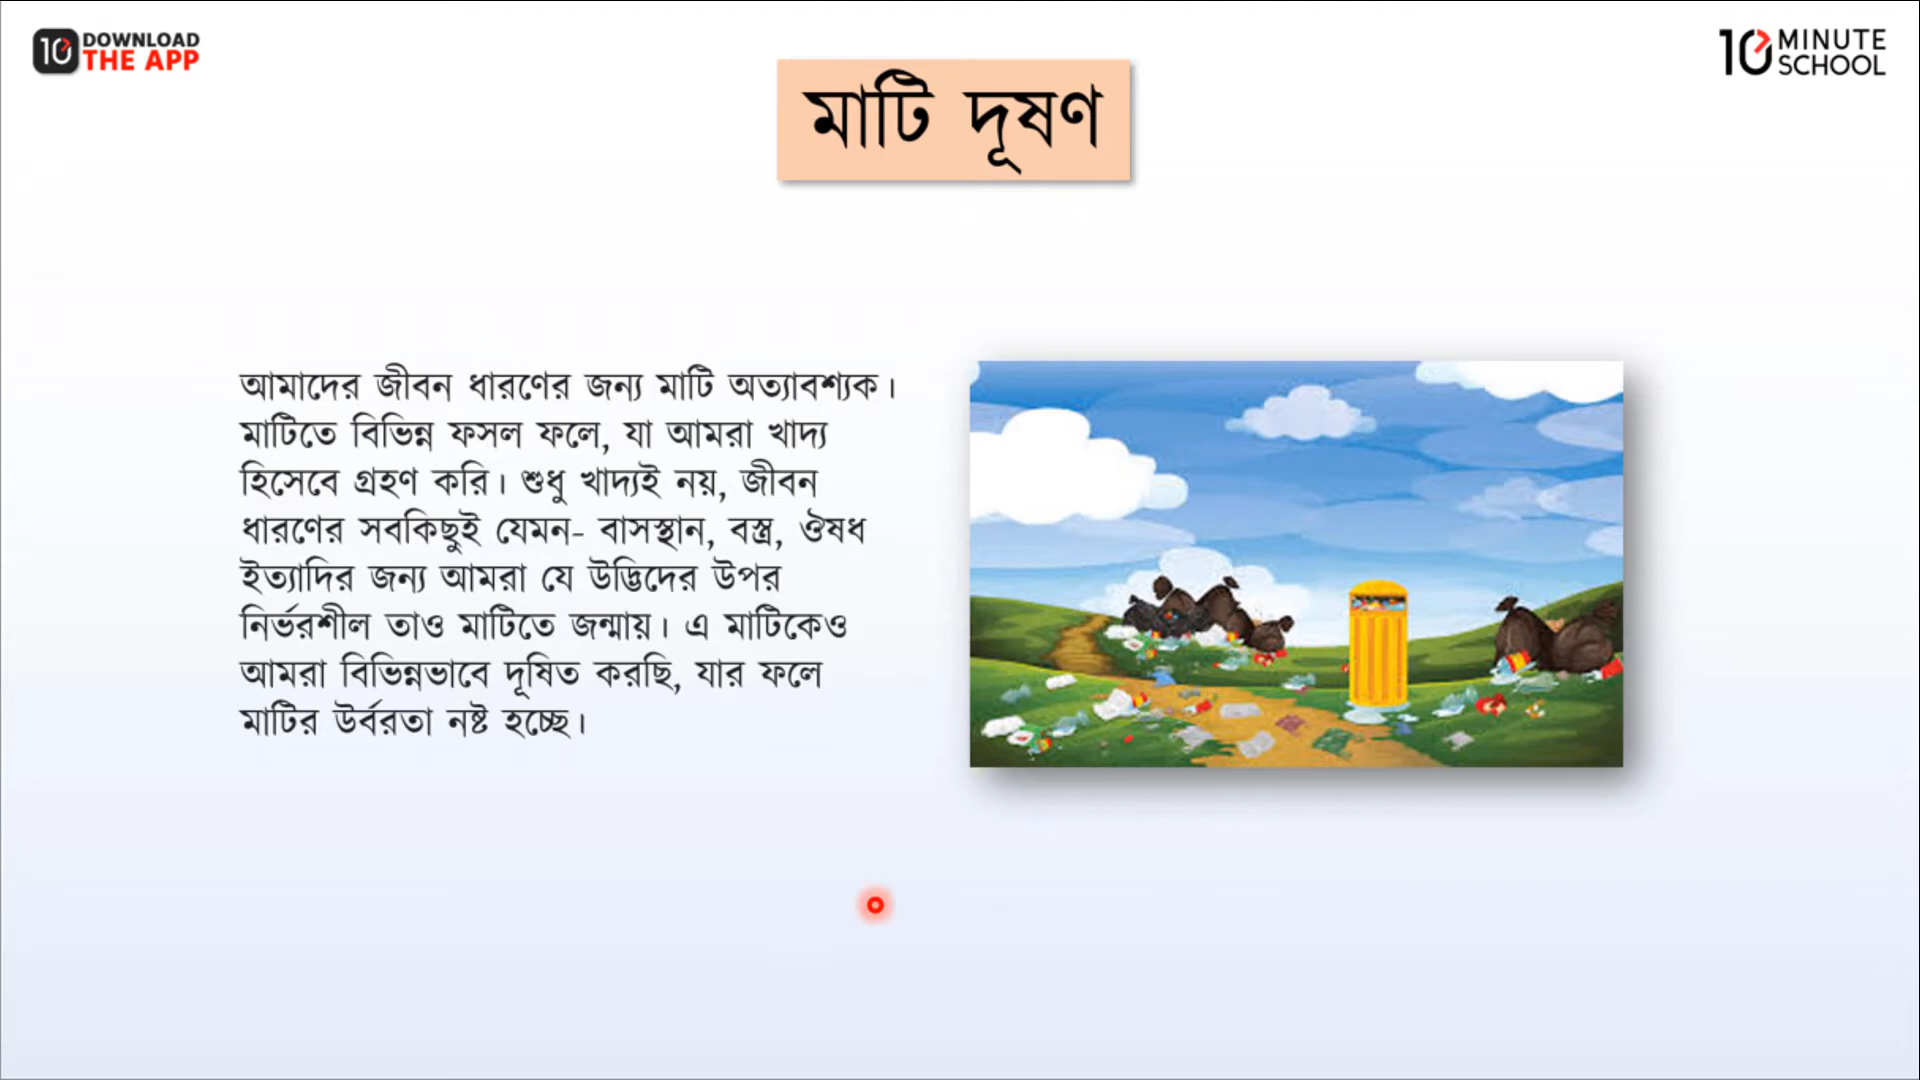 10 DOWNLOAD
THE APP
10 MINUTE
SCHOOL
মাটি দূষণ
আমাদের জীবন ধারণের জন্য মাটি অত্যাবশ্যক।
মাটিতে বিভিন্ন ফসল ফলে, যা আমরা খাদ্য
হিসেবে গ্রহণ করি। শুধু খাদ্যই নয়, জীবন
ধারণের সবকিছুই যেমন- বাসস্থান, বস্ত্র, ঔষধ
ইত্যাদির জন্য আমরা যে উদ্ভিদের উপর
নির্ভরশীল তাও মাটিতে জন্মায়। এ মাটিকেও
আমরা বিভিন্নভাবে দূষিত করছি, যার ফলে
মাটির উর্বরতা নষ্ট হচ্ছে।